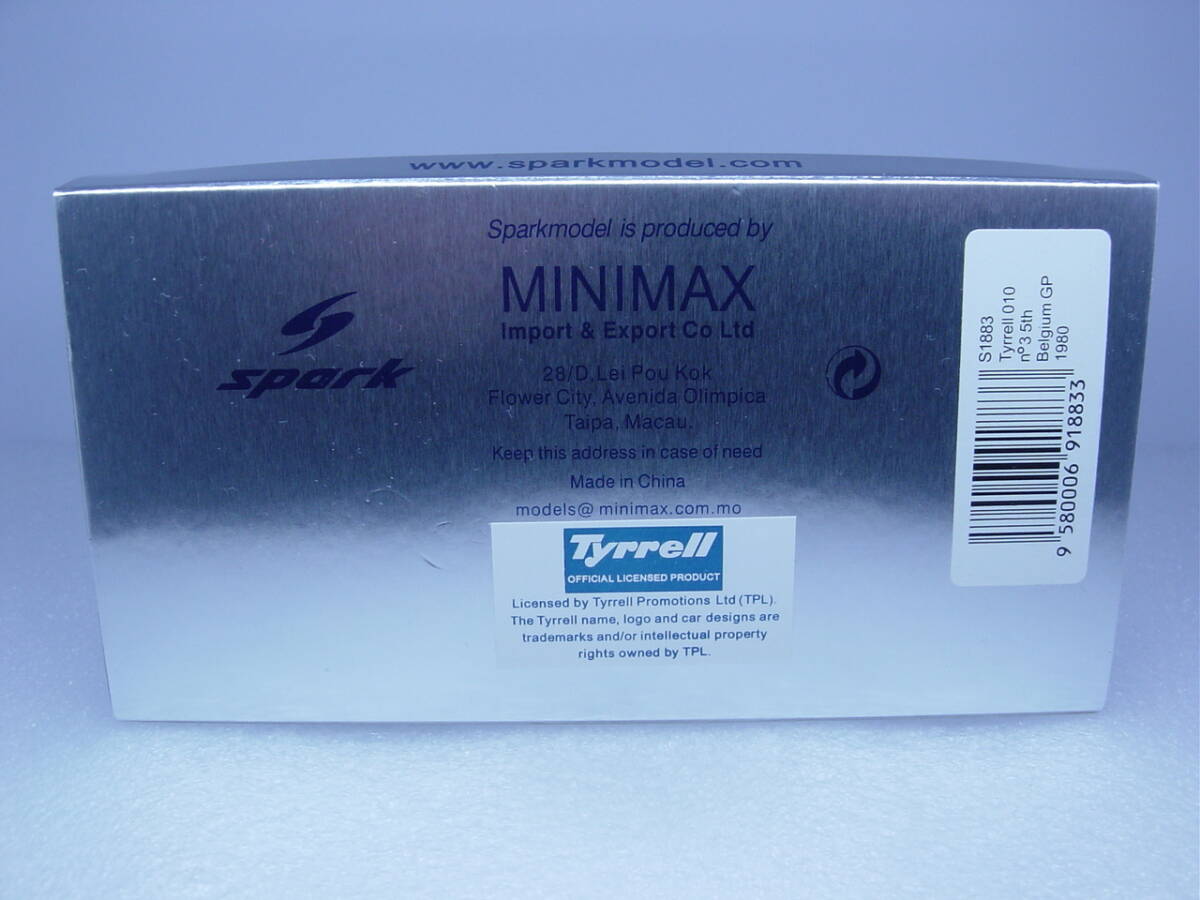 www.sparkmodel.com
Sparkmodel is produced by
MINIMAX
Import & Export Co Ltd
28/D, Lei Pou Kok
Flower City, Avenida Olimpica
Taipa, Macau.
Keep this address in case of need
Made in China
models@ minimax.com.mo
spark
Tyrrell
OFFICIAL LICENSED PRODUCT
Licensed by Tyrrell Promotions Ltd (TPL).
The Tyrrell name, logo and car designs are
trademarks and/or intellectual property
rights owned by TPL.
S1883
Tyrrell 010
nº3 5th
Belgium GP
1980
9 580006 918833